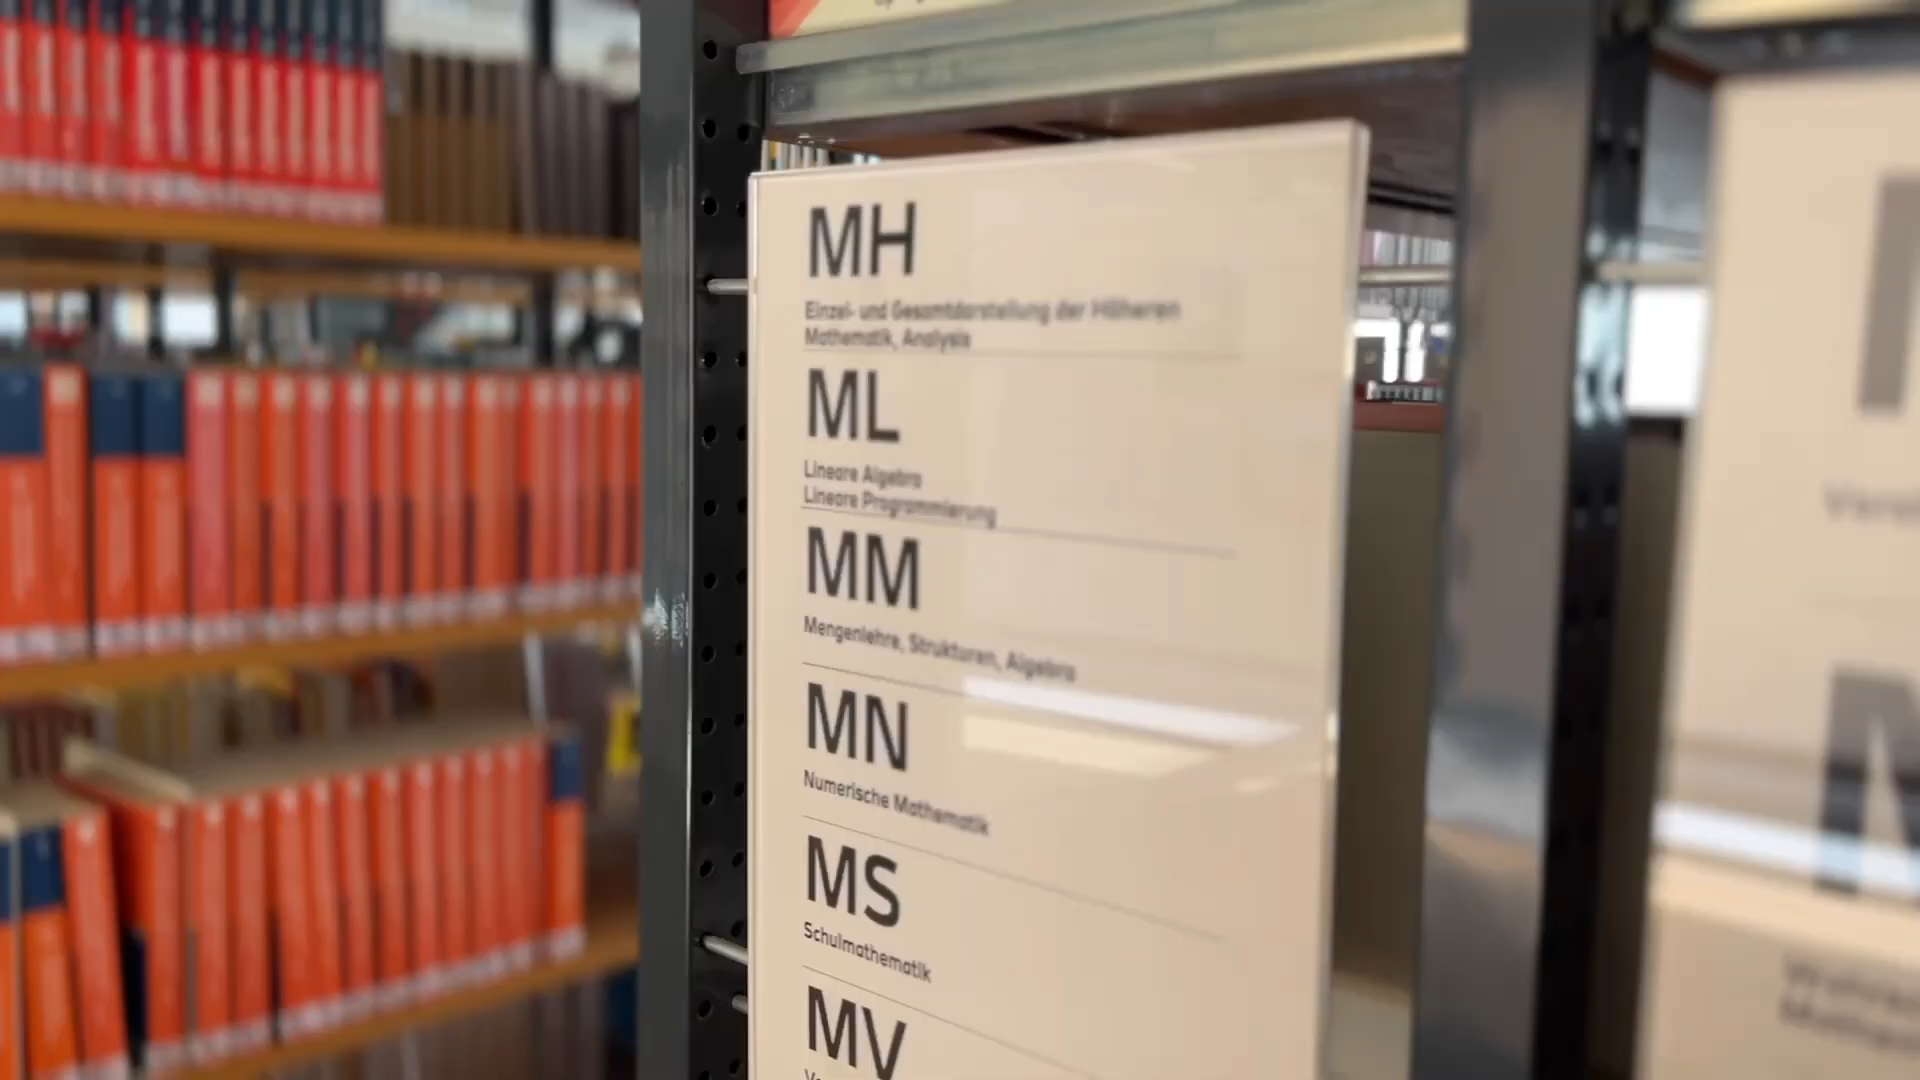 MH
Einzel- und Gesamtdarstellung der Höheren
Mathematik, Analysis
ML
Lineare Algebra
Lineare Programmierung
MM
Mengenlehre, Strukturen, Algebra
MN
Numerische Mathematik
MS
Schulmathematik
MV